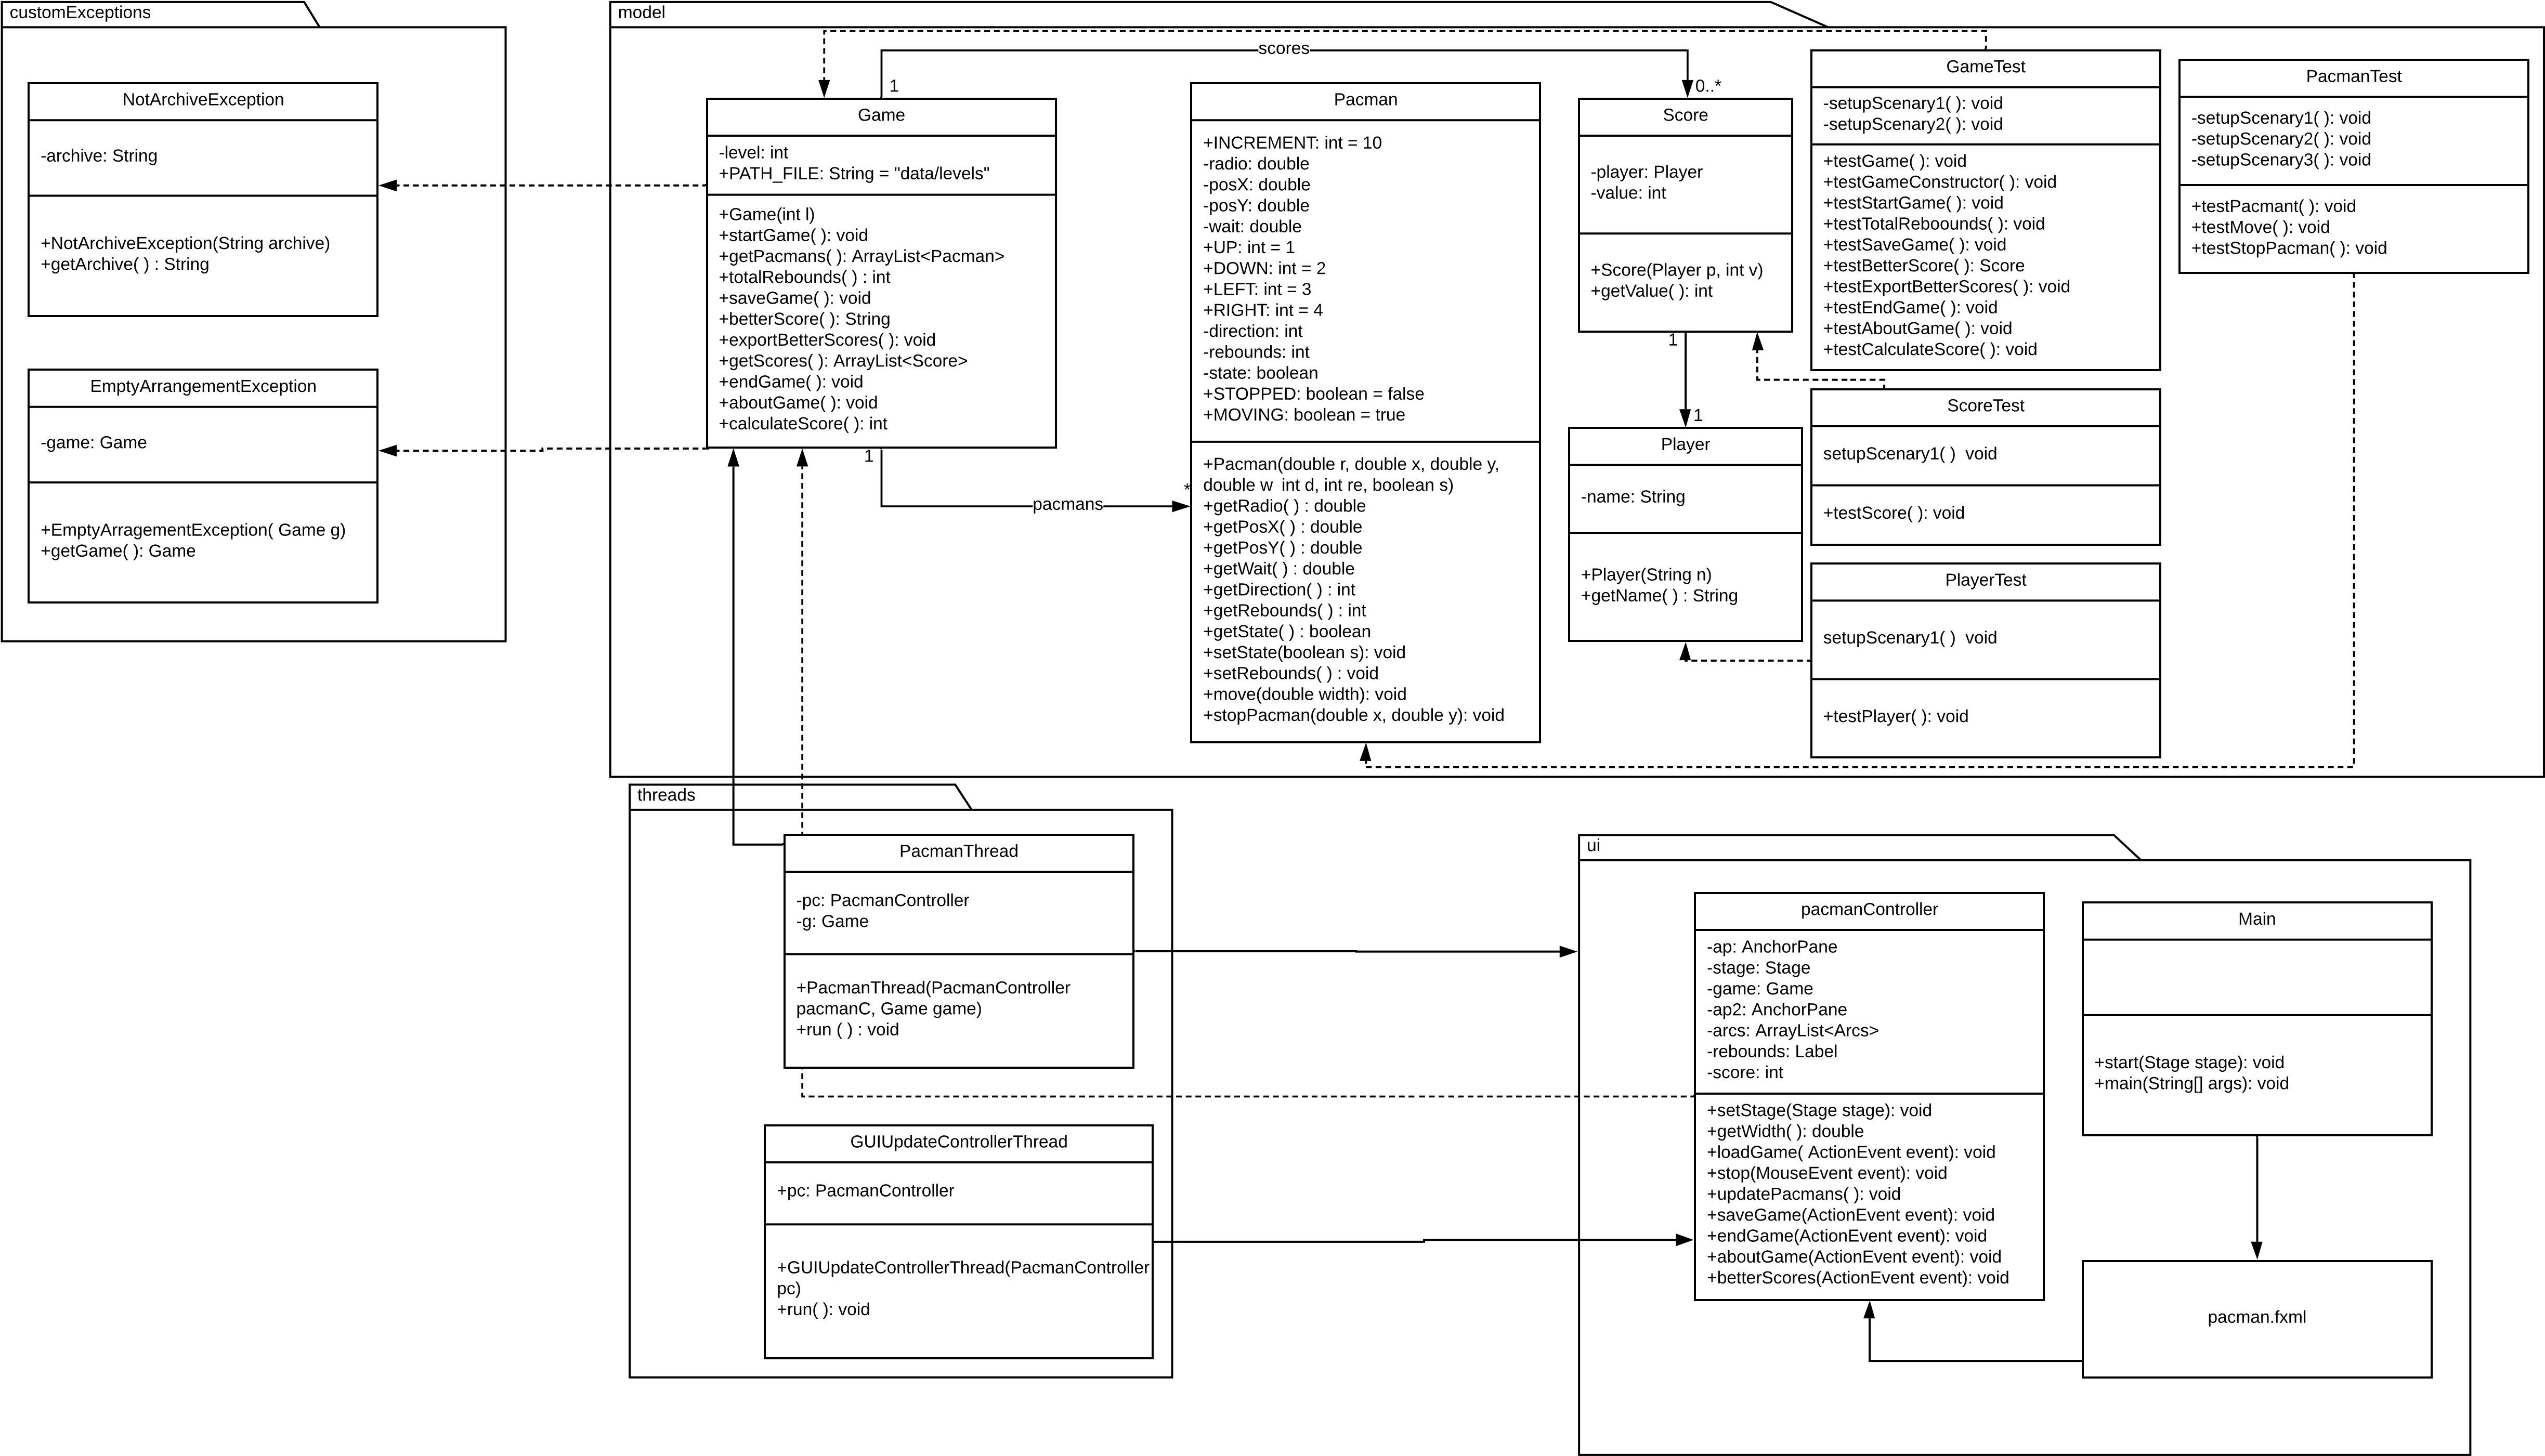 customExceptions
NotArchiveException
-archive: String
+NotArchiveException(String archive)
+getArchive( ) : String
EmptyArrangementException
-game: Game
+EmptyArragementException( Game g)
+getGame( ): Game
model
scores
1
0..*
Game
-level: int
+PATH_FILE: String = "data/levels"
+Game(int l)
+startGame( ): void
+getPacmans( ): ArrayList<Pacman>
+totalRebounds( ) : int
+saveGame( ): void
+betterScore( ): String
+exportBetterScores( ): void
+getScores( ): ArrayList<Score>
+endGame( ): void
+aboutGame( ): void
+calculateScore( ): int
1
pacmans
*
Pacman
+INCREMENT: int = 10
-radio: double
-posX: double
-posY: double
-wait: double
+UP: int = 1
+DOWN: int = 2
+LEFT: int = 3
+RIGHT: int = 4
-direction: int
-rebounds: int
-state: boolean
+STOPPED: boolean = false
+MOVING: boolean = true
+Pacman(double r, double x, double y,
double w  int d, int re, boolean s)
+getRadio( ) : double
+getPosX( ) : double
+getPosY( ) : double
+getWait( ) : double
+getDirection( ) : int
+getRebounds( ) : int
+getState( ) : boolean
+setState(boolean s): void
+setRebounds( ) : void
+move(double width): void
+stopPacman(double x, double y): void
Score
-player: Player
-value: int
+Score(Player p, int v)
+getValue( ): int
1
1
Player
-name: String
+Player(String n)
+getName( ) : String
GameTest
-setupScenary1( ): void
-setupScenary2( ): void
+testGame( ): void
+testGameConstructor( ): void
+testStartGame( ): void
+testTotalReboounds( ): void
+testSaveGame( ): void
+testBetterScore( ): Score
+testExportBetterScores( ): void
+testEndGame( ): void
+testAboutGame( ): void
+testCalculateScore( ): void
ScoreTest
setupScenary1( )  void
+testScore( ): void
PlayerTest
setupScenary1( )  void
+testPlayer( ): void
PacmanTest
-setupScenary1( ): void
-setupScenary2( ): void
-setupScenary3( ): void
+testPacmant( ): void
+testMove( ): void
+testStopPacman( ): void
threads
PacmanThread
-pc: PacmanController
-g: Game
+PacmanThread(PacmanController
pacmanC, Game game)
+run ( ) : void
GUIUpdateControllerThread
+pc: PacmanController
+GUIUpdateControllerThread(PacmanController
pc)
+run( ): void
ui
pacmanController
-ap: AnchorPane
-stage: Stage
-game: Game
-ap2: AnchorPane
-arcs: ArrayList<Arcs>
-rebounds: Label
-score: int
+setStage(Stage stage): void
+getWidth( ): double
+loadGame( ActionEvent event): void
+stop(MouseEvent event): void
+updatePacmans( ): void
+saveGame(ActionEvent event): void
+endGame(ActionEvent event): void
+aboutGame(ActionEvent event): void
+betterScores(ActionEvent event): void
Main
+start(Stage stage): void
+main(String[] args): void
pacman.fxml